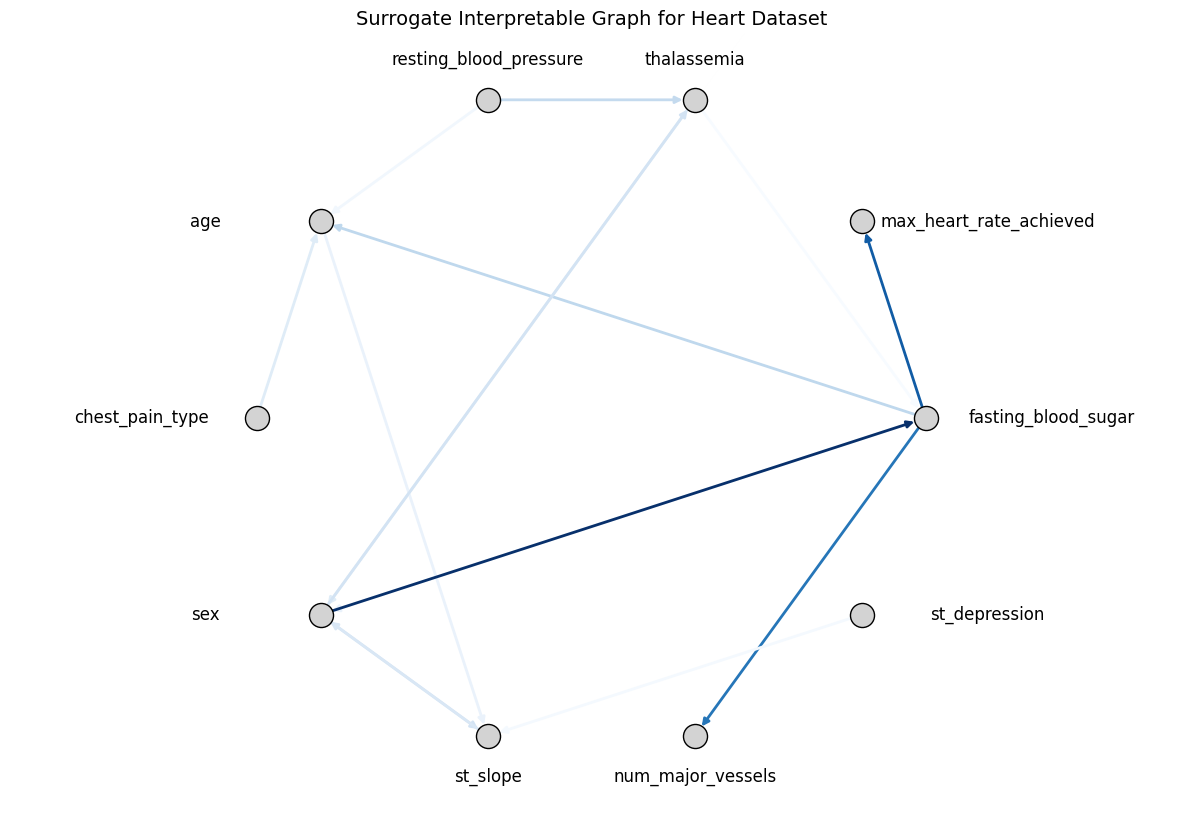 Surrogate Interpretable Graph for Heart Dataset
resting_blood_pressure
thalassemia
age
max_heart_rate_achieved
chest_pain_type
fasting_blood_sugar
sex
st_depression
st_slope
num_major_vessels